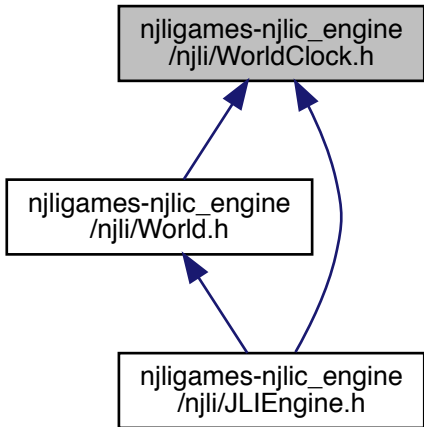 njligames-njlic_engine
/njli/WorldClock.h
njligames-njlic_engine
/njli/World.h
njligames-njlic_engine
/njli/JLIEngine.h